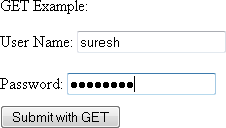 GET Example:
User Name: suresh
Password: ●●●●●●●●
Submit with GET